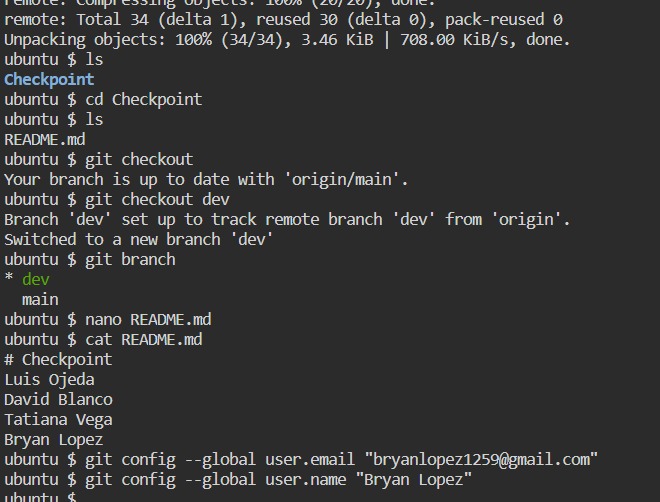 remote: Compressing objects: 100% (20/20), done.
remote: Total 34 (delta 1), reused 30 (delta 0), pack-reused 0
Unpacking objects: 100% (34/34), 3.46 KiB | 708.00 KiB/s, done.
ubuntu $ ls
Checkpoint
ubuntu $ cd Checkpoint
ubuntu $ ls
README.md
ubuntu $ git checkout
Your branch is up to date with 'origin/main'.
ubuntu $ git checkout dev
Branch 'dev' set up to track remote branch 'dev' from 'origin'.
Switched to a new branch 'dev'
ubuntu $ git branch
* dev
  main
ubuntu $ nano README.md
ubuntu $ cat README.md
# Checkpoint
Luis Ojeda
David Blanco
Tatiana Vega
Bryan Lopez
ubuntu $ git config --global user.email "bryanlopez1259@gmail.com"
ubuntu $ git config --global user.name "Bryan Lopez"
ubuntu $